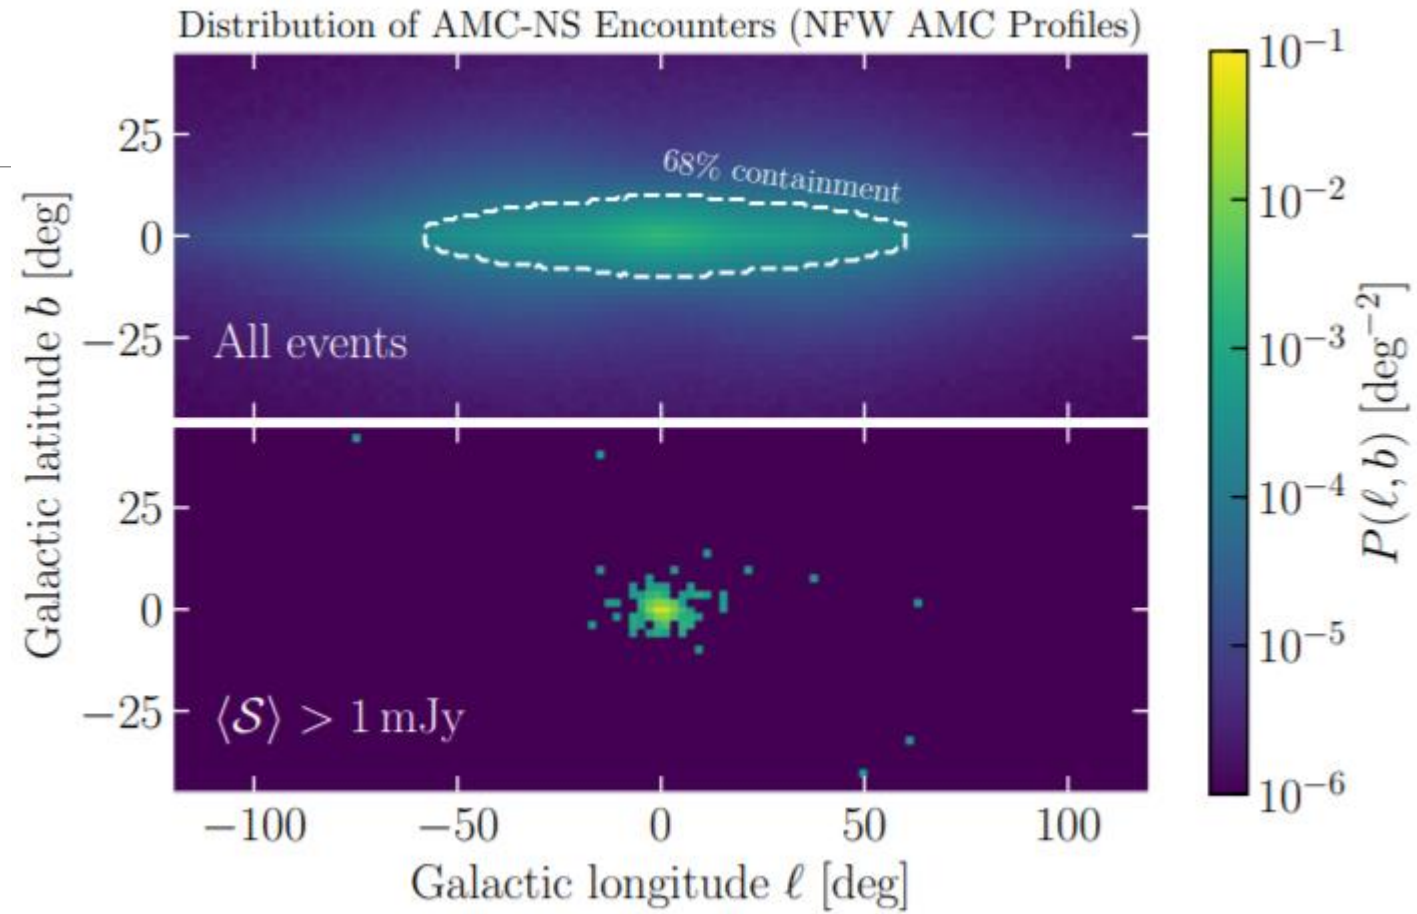 Distribution of AMC-NS Encounters (NFW AMC Profiles)
25
0
−25
68% containment
All events
25
0
−25
⟨𝒮⟩ > 1 mJy
−100 −50 0 50 100
Galactic longitude ℓ [deg]
Galactic latitude b [deg]
10⁻¹
10⁻²
10⁻³
10⁻⁴
10⁻⁵
10⁻⁶
P(ℓ, b) [deg⁻²]